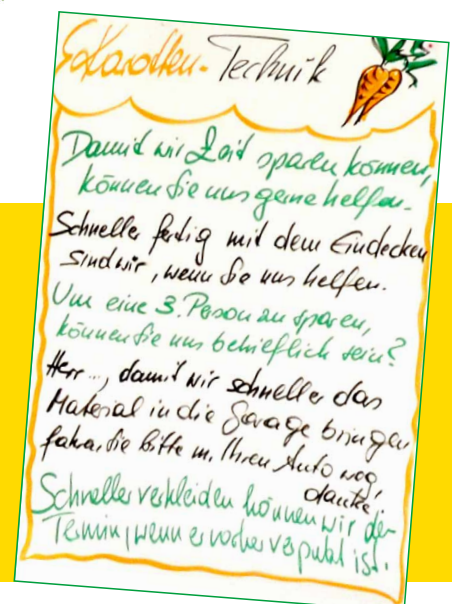 Karotten-Technik
Damit wir Zeit sparen können,
können Sie uns gerne helfen.
Schneller fertig mit dem Eindecken
sind wir, wenn Sie uns helfen.
Um eine 3. Person zu sparen,
können Sie uns behilflich sein?
Herr..., damit wir schneller das
Material in die Garage bringen
fahren Sie bitte m. Ihren Auto weg,
danke!
Schneller verkleiden können wir der
Termin, wenn er vorher verputzt ist.